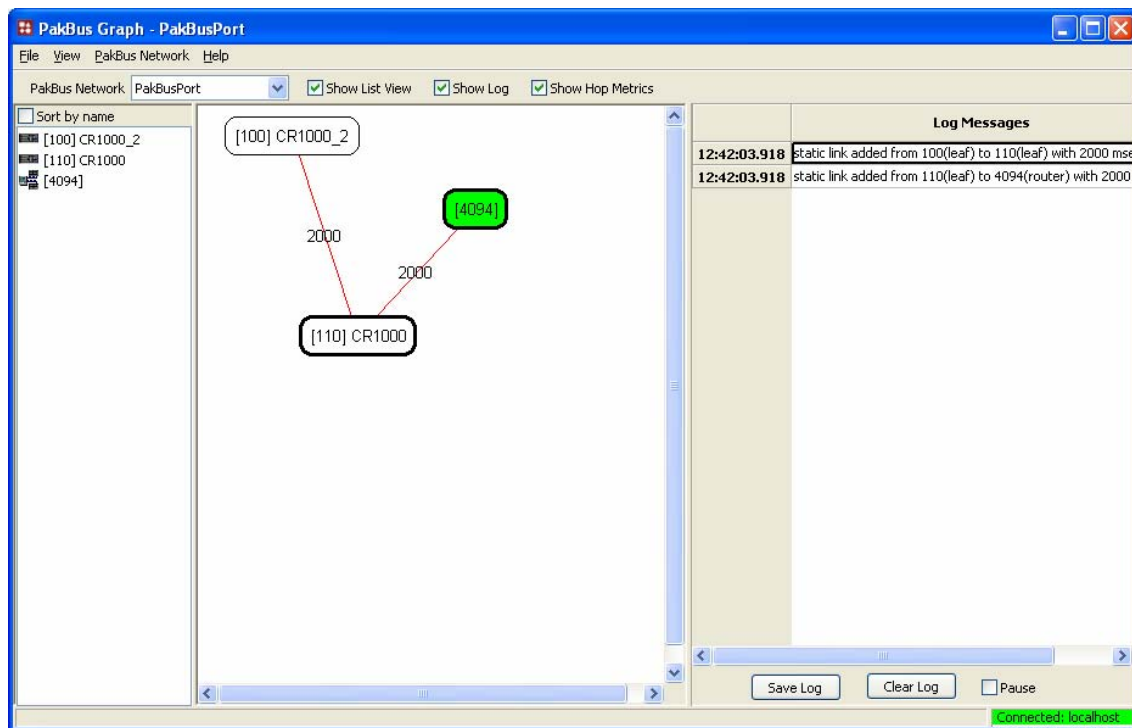 PakBus Graph - PakBusPort
File View PakBus Network Help
PakBus Network PakBusPort Show List View Show Log Show Hop Metrics
Sort by name
[100] CR1000_2
[110] CR1000
[4094]
[100] CR1000_2
[4094]
2000
2000
[110] CR1000
Log Messages
12:42:03.918 static link added from 100(leaf) to 110(leaf) with 2000 mse
12:42:03.918 static link added from 110(leaf) to 4094(router) with 2000
Save Log Clear Log Pause
Connected: localhost